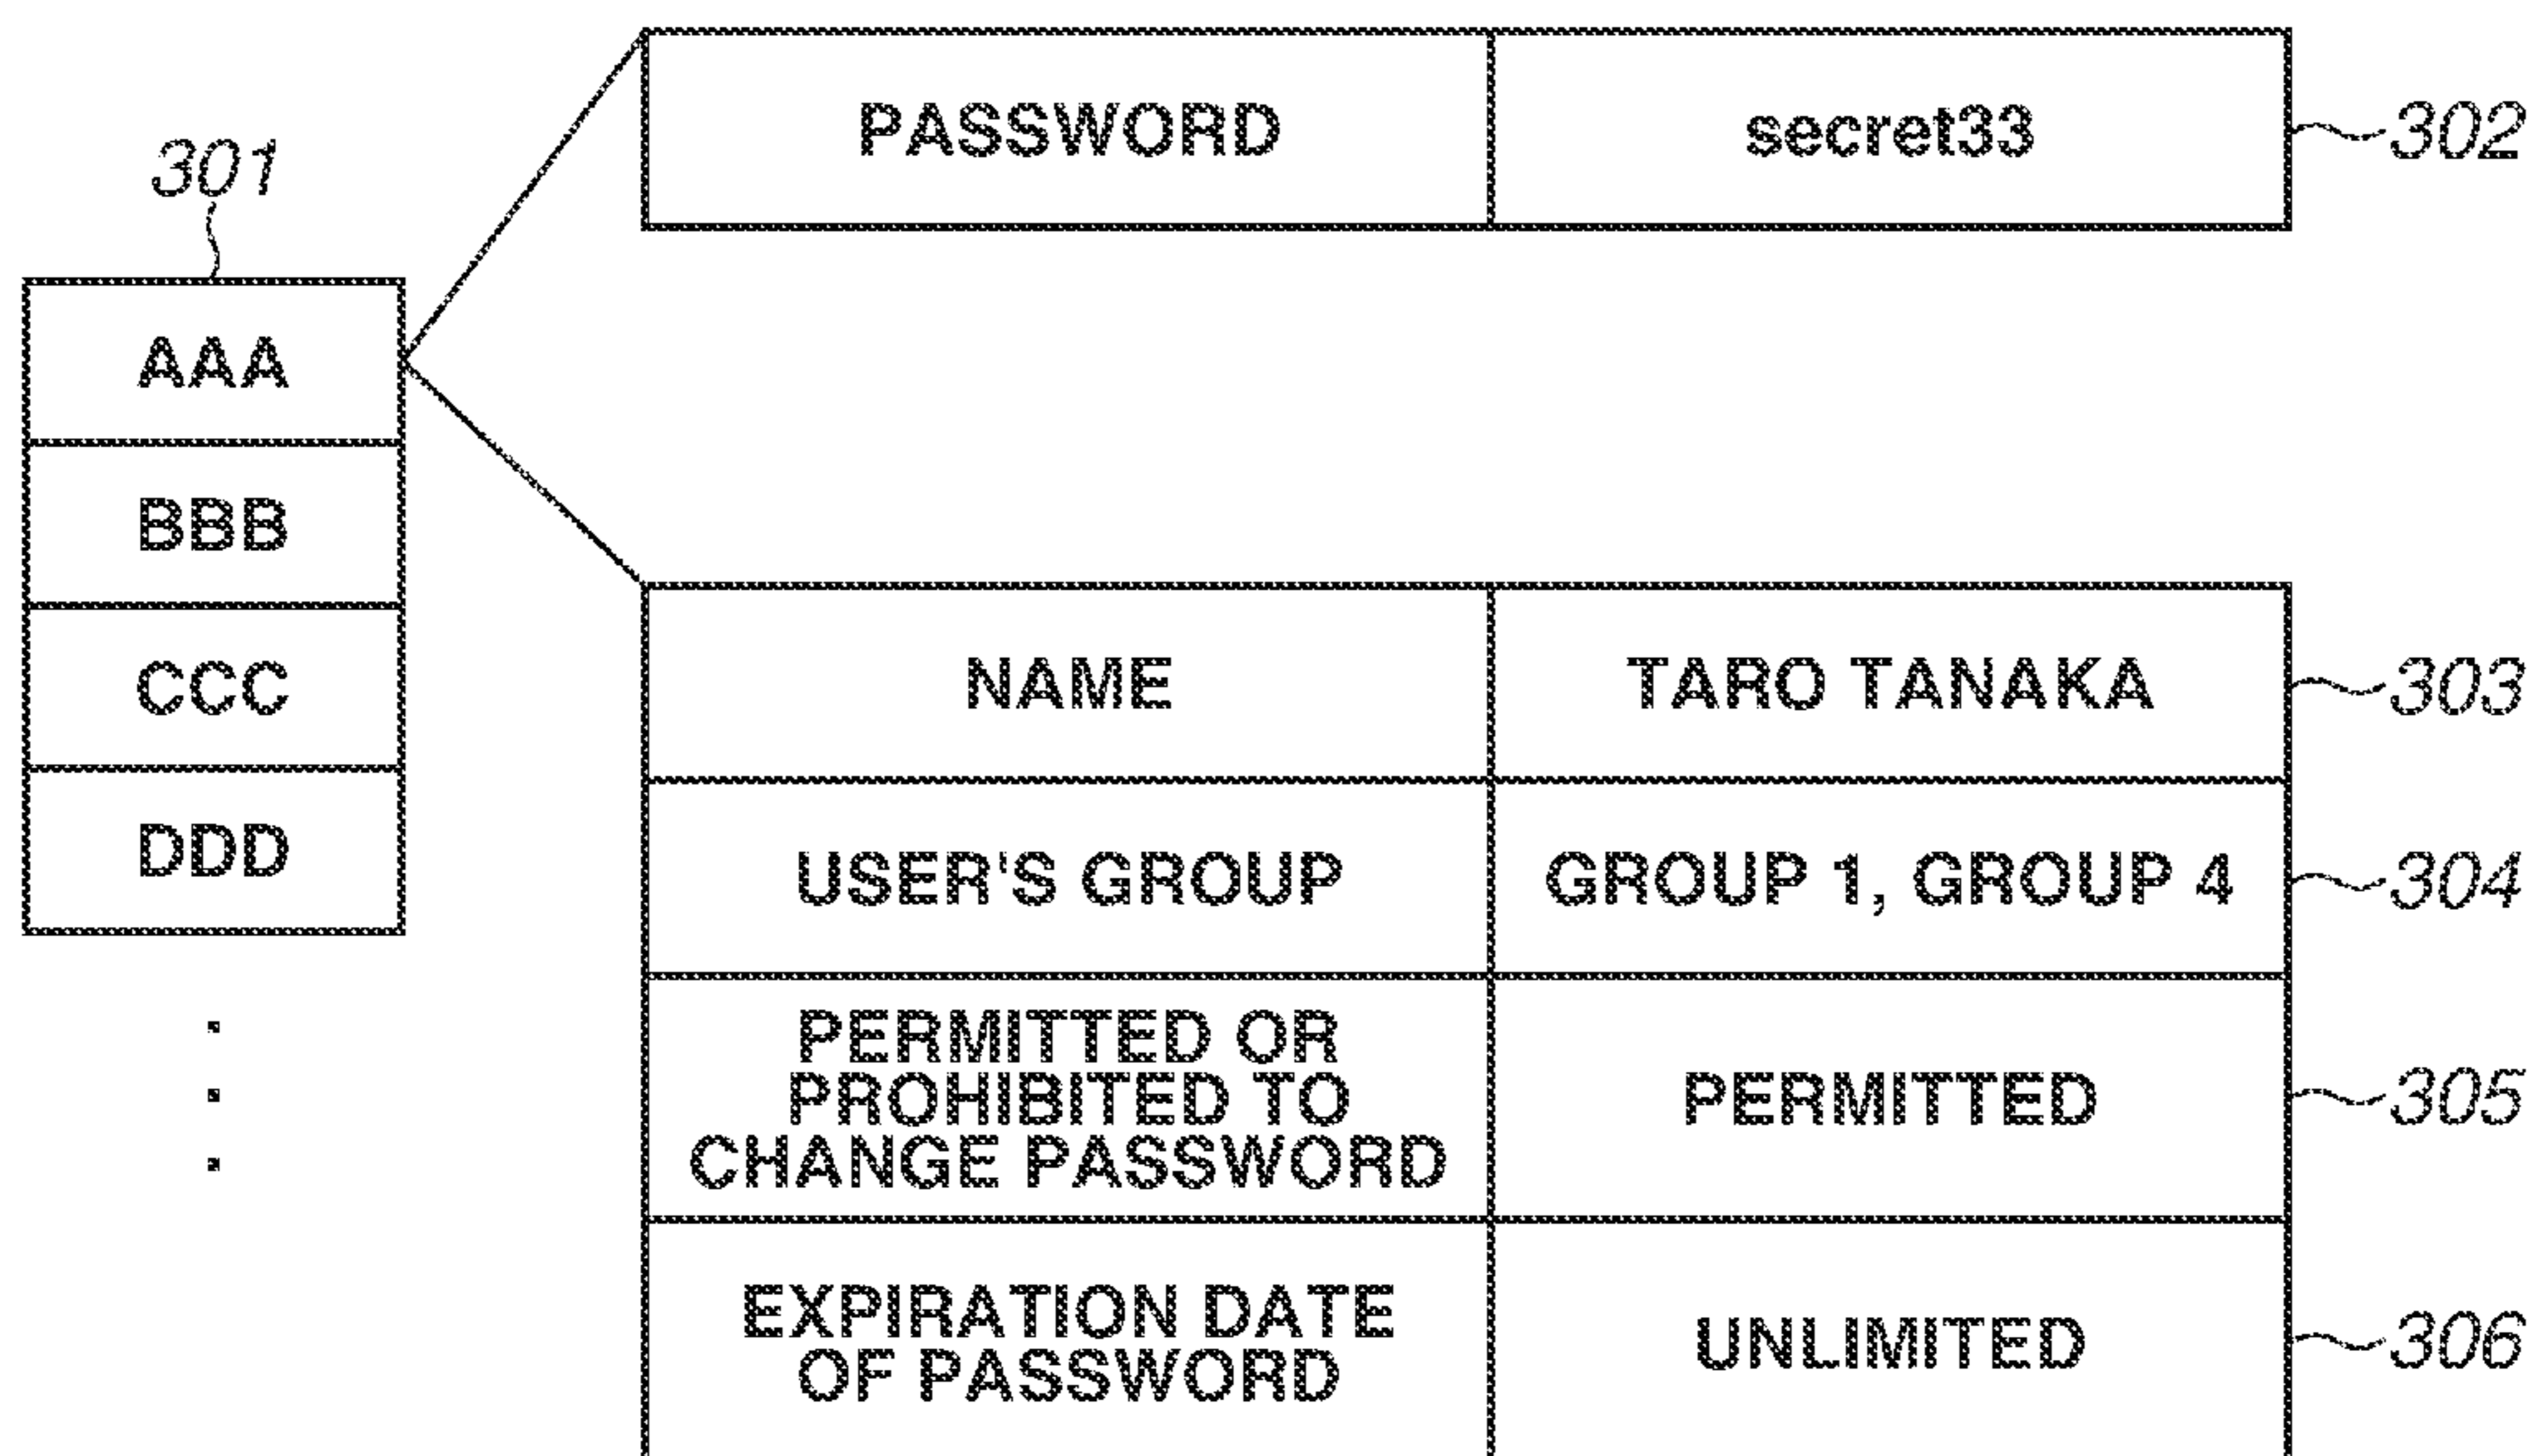 301
AAA
BBB
CCC
DDD
PASSWORD secret33 302
NAME TARO TANAKA 303
USER'S GROUP GROUP 1, GROUP 4 304
PERMITTED OR
PROHIBITED TO
CHANGE PASSWORD
PERMITTED 305
EXPIRATION DATE
OF PASSWORD
UNLIMITED 306